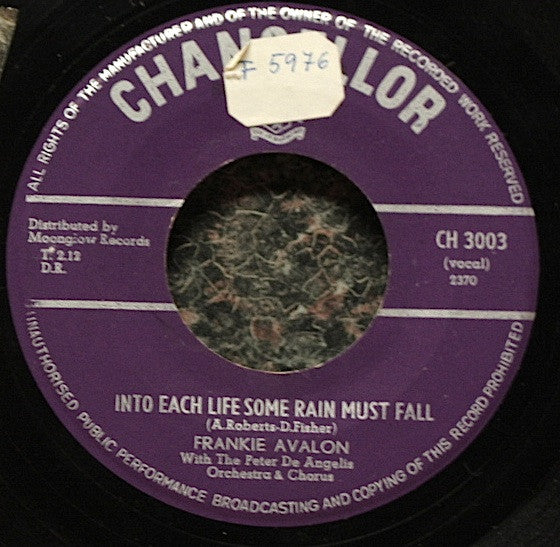 ALL RIGHTS OF THE MANUFACTURER AND OF THE OWNER OF THE RECORDED WORK RESERVED
F 5976
Distributed by
Moonglow Records
T. 2.12
D.R.
CH 3003
(vocal)
2370
INTO EACH LIFE SOME RAIN MUST FALL
(A.Roberts-D.Fisher)
FRANKIE AVALON
With The Peter De Angelis
Orchestra & Chorus
UNAUTHORISED PUBLIC PERFORMANCE BROADCASTING AND COPYING OF THIS RECORD PROHIBITED